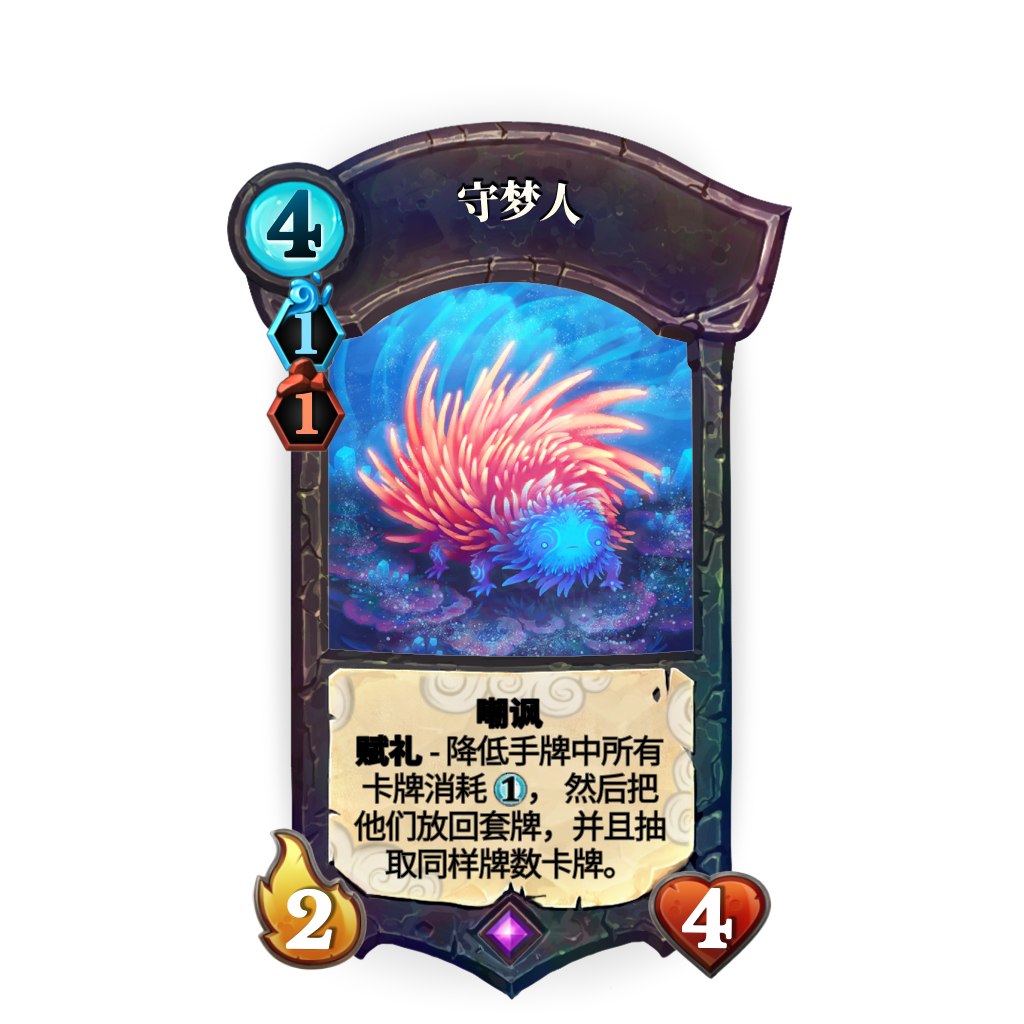 守梦人
4
1
1
嘲讽
赋礼 - 降低手牌中所有
卡牌消耗 1， 然后把
他们放回套牌，并且抽
取同样牌数卡牌。
2
4